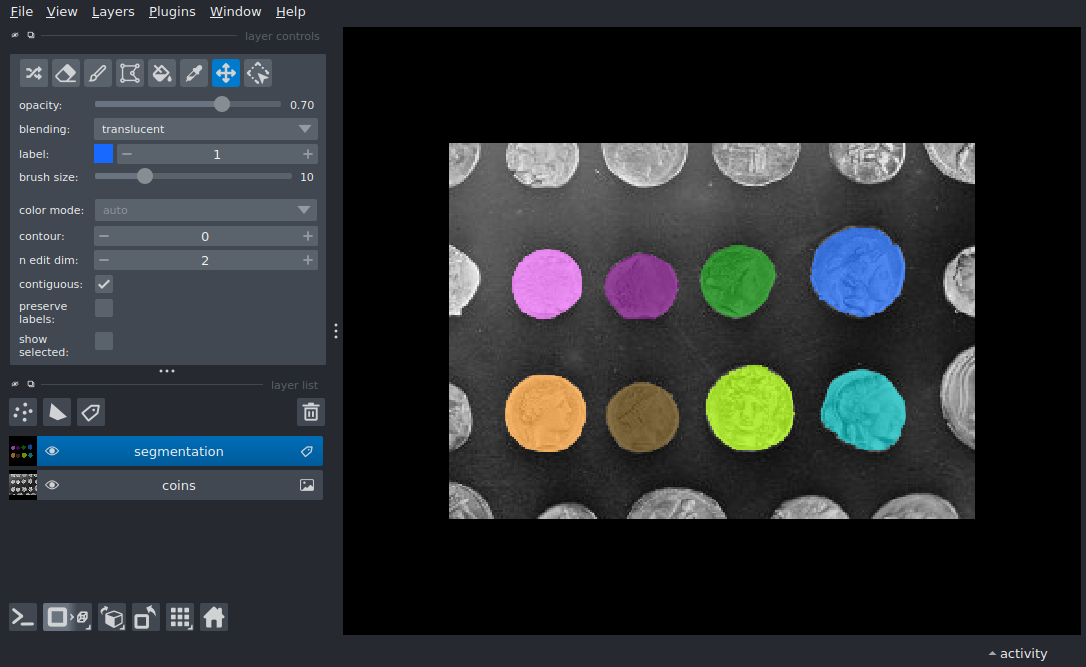 File View Layers Plugins Window Help
layer controls
opacity: 0.70
blending: translucent
label: 1
brush size: 10
color mode: auto
contour: 0
n edit dim: 2
contiguous:
preserve
labels:
show
selected:
layer list
segmentation
coins
activity